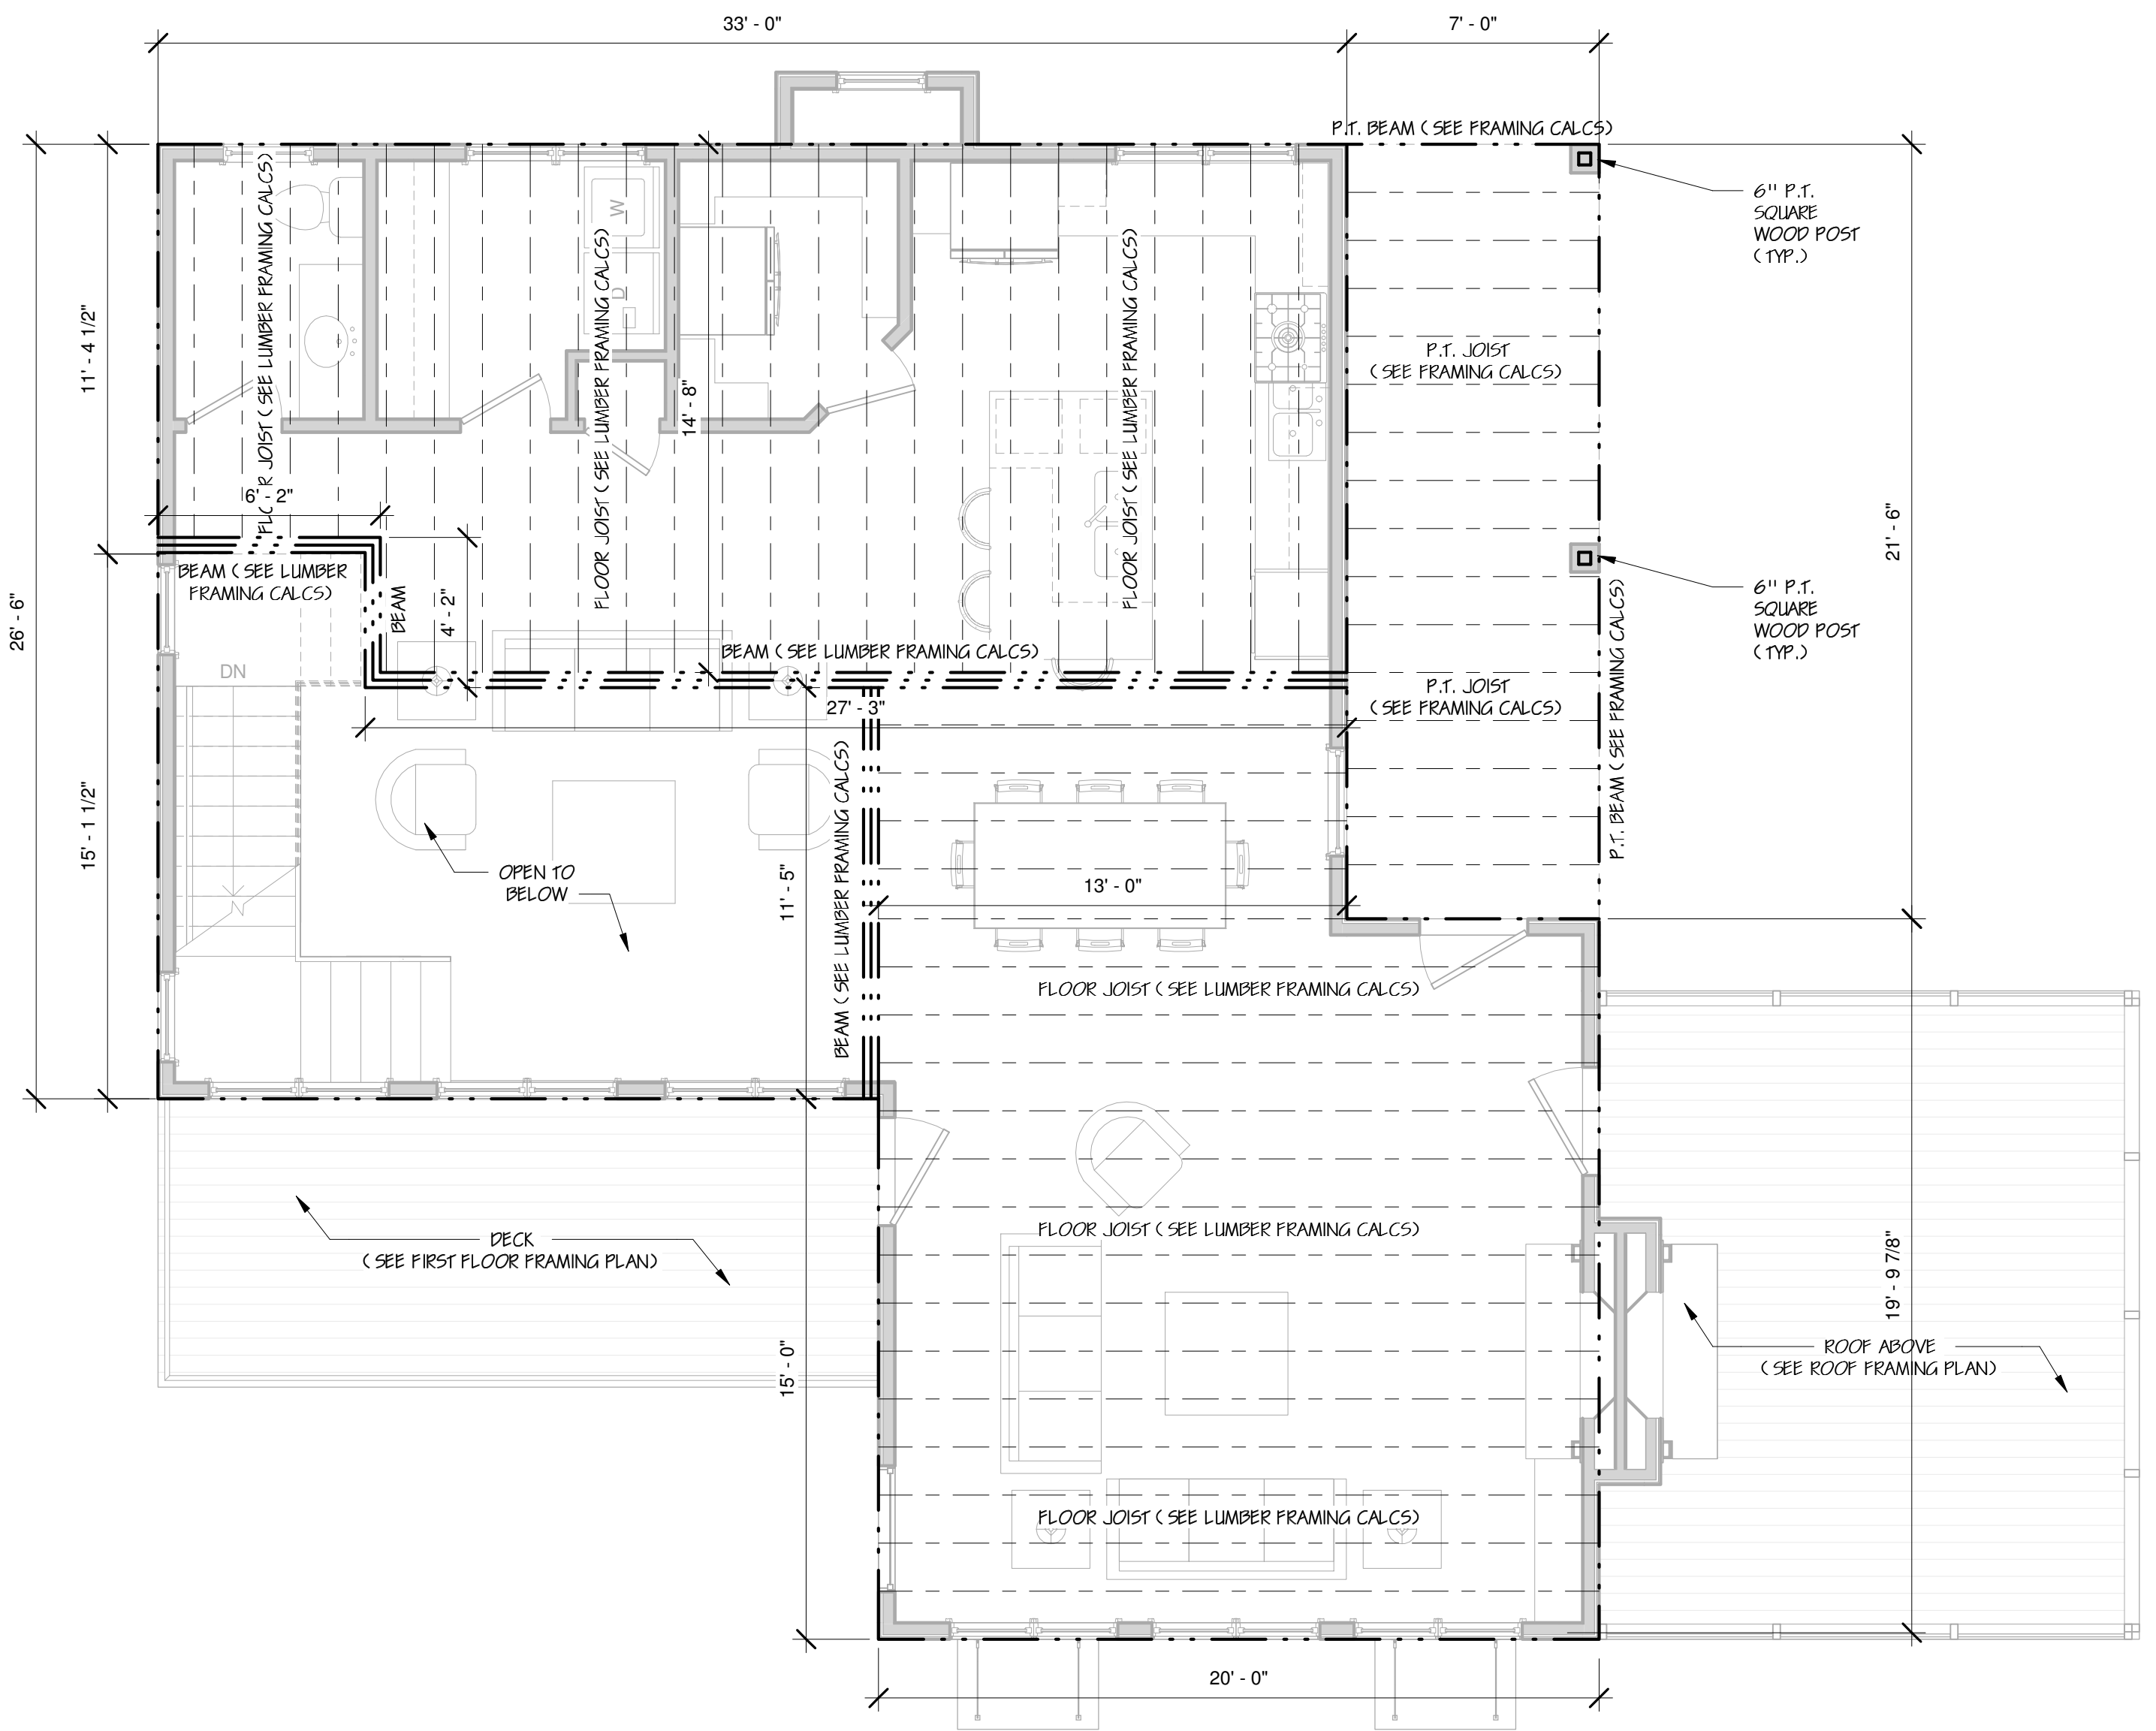 33' - 0"
7' - 0"
P.T. BEAM (SEE FRAMING CALCS)
6" P.T.
SQUARE
WOOD POST
(TYP.)
FLOOR JOIST (SEE LUMBER FRAMING CALCS)
FLOOR JOIST (SEE LUMBER FRAMING CALCS)
FLOOR JOIST (SEE LUMBER FRAMING CALCS)
W
D
11' - 4 1/2"
14' - 8"
P.T. JOIST
(SEE FRAMING CALCS)
6' - 2"
21' - 6"
26' - 6"
BEAM (SEE LUMBER
FRAMING CALCS)
BEAM
4' - 2"
6" P.T.
SQUARE
WOOD POST
(TYP.)
BEAM (SEE LUMBER FRAMING CALCS)
DN
P.T. JOIST
(SEE FRAMING CALCS)
P.T. BEAM (SEE FRAMING CALCS)
27' - 3"
15' - 1 1/2"
BEAM (SEE LUMBER FRAMING CALCS)
OPEN TO
BELOW
11' - 5"
13' - 0"
FLOOR JOIST (SEE LUMBER FRAMING CALCS)
DECK
(SEE FIRST FLOOR FRAMING PLAN)
FLOOR JOIST (SEE LUMBER FRAMING CALCS)
19' - 9 7/8"
15' - 0"
ROOF ABOVE
(SEE ROOF FRAMING PLAN)
FLOOR JOIST (SEE LUMBER FRAMING CALCS)
20' - 0"